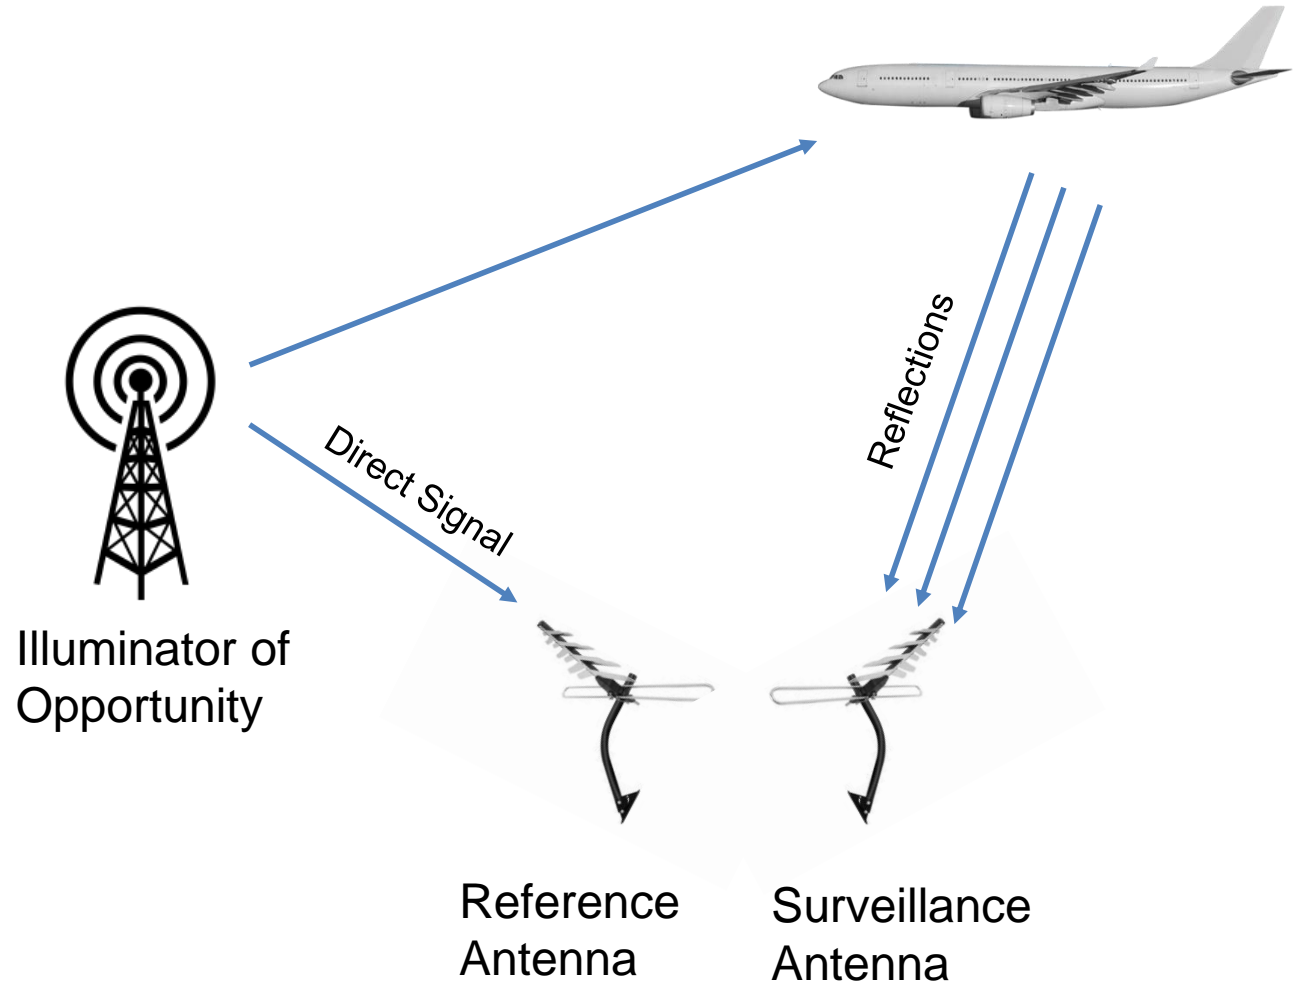 Reflections
Direct Signal
Illuminator of
Opportunity
Reference
Antenna
Surveillance
Antenna